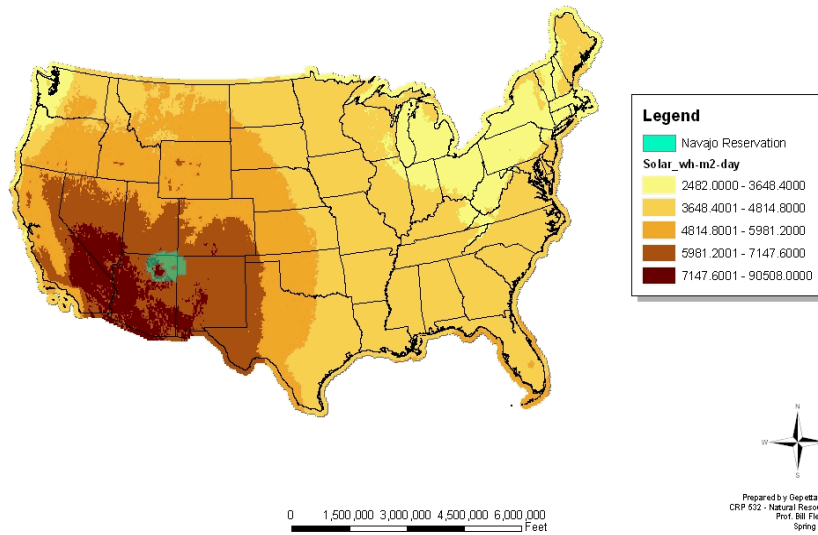 Legend
Navajo Reservation
Solar_wh-m2-day
2482.0000 - 3648.4000
3648.4001 - 4814.8000
4814.8001 - 5981.2000
5981.2001 - 7147.6000
7147.6001 - 90508.0000
N
W
S
0 1,500,000 3,000,000 4,500,000 6,000,000
Feet
Prepared by Gepetta
CRP 532 - Natural Resou
Prof. Bill Fle
Spring